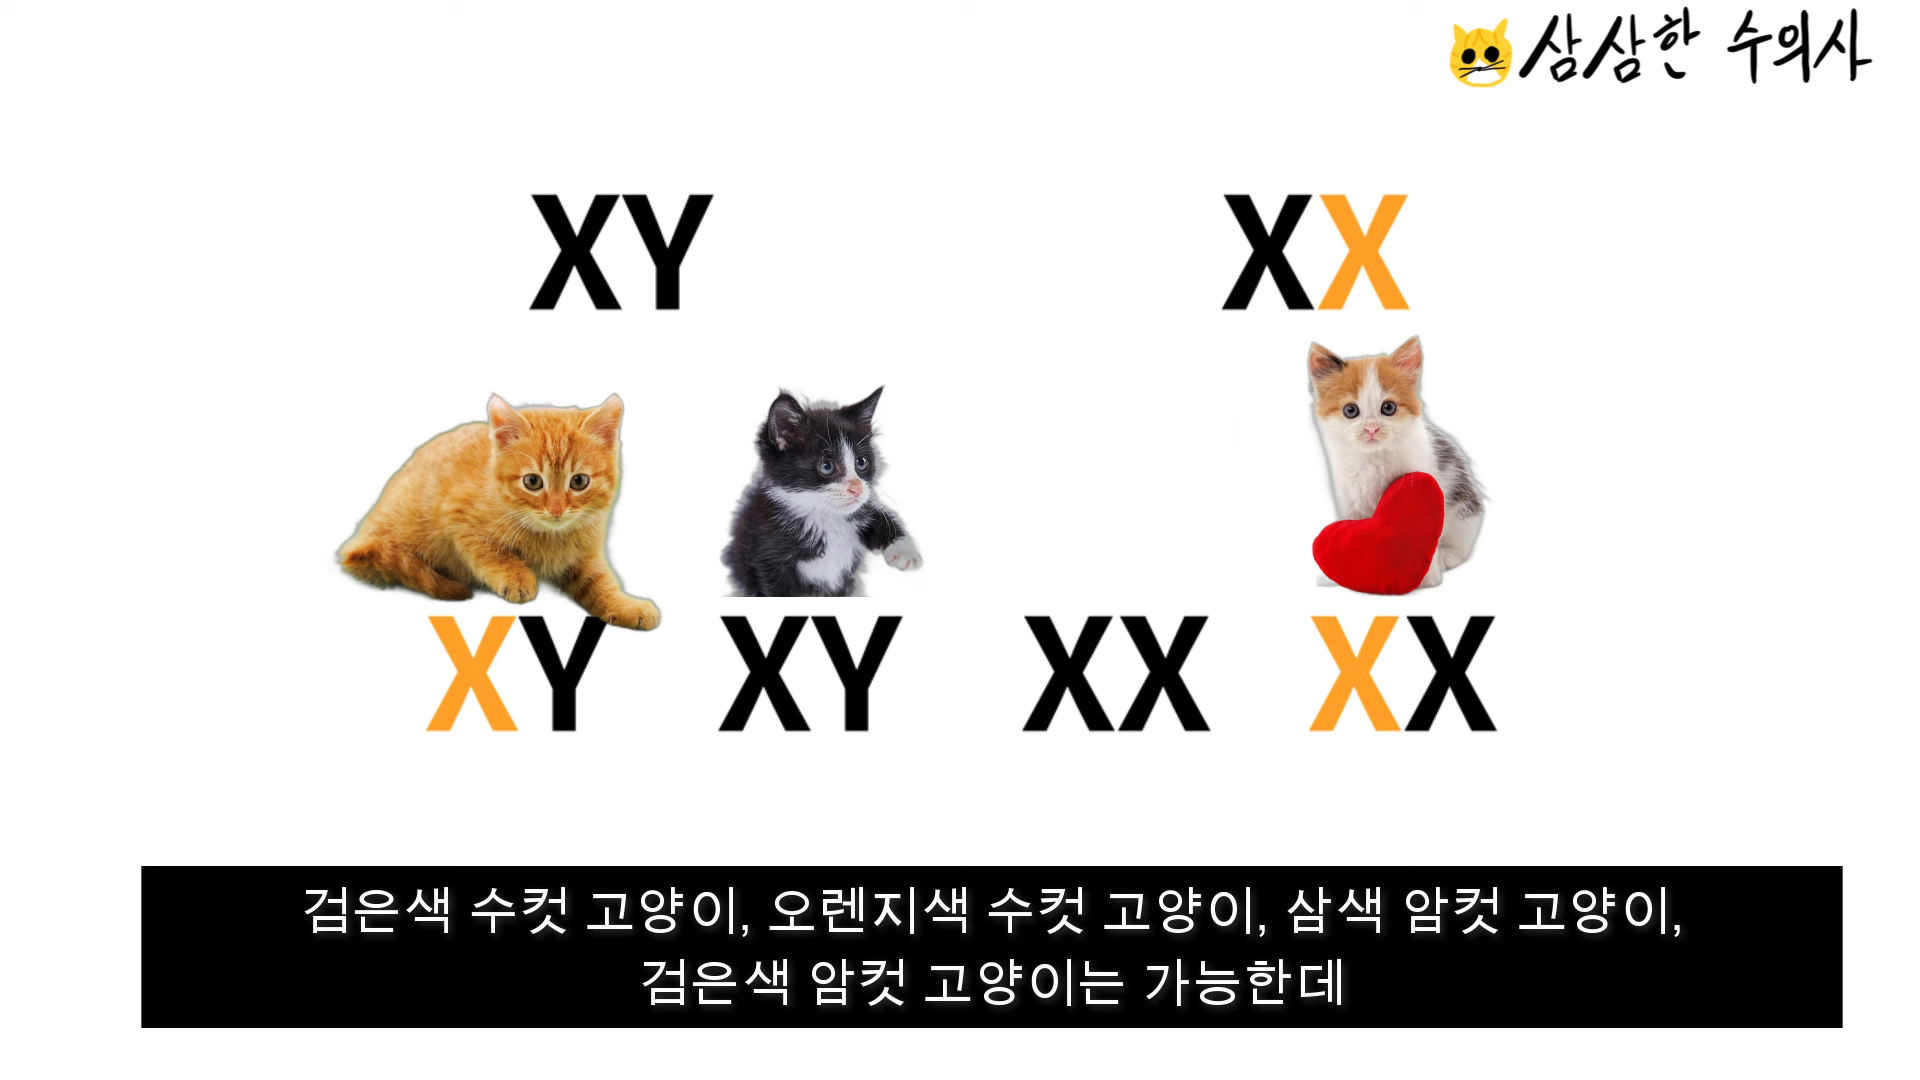 삼삼한 수의사
XY XX
XY XY XX XX
검은색 수컷 고양이, 오렌지색 수컷 고양이, 삼색 암컷 고양이,
검은색 암컷 고양이는 가능한데